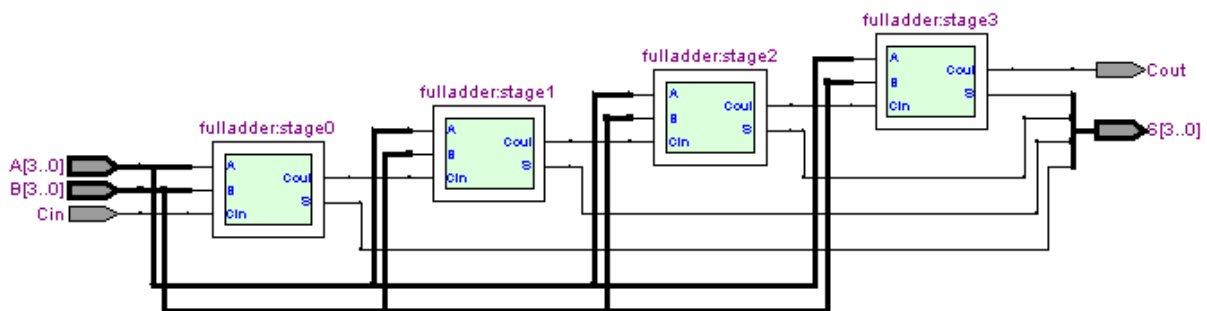 fulladder:stage3
A
B
Cin
Cout
S
Cout
S[3..0]
fulladder:stage2
A
B
Cin
Cout
S
fulladder:stage1
A
B
Cin
Cout
S
fulladder:stage0
A
B
Cin
Cout
S
A[3..0]
B[3..0]
Cin